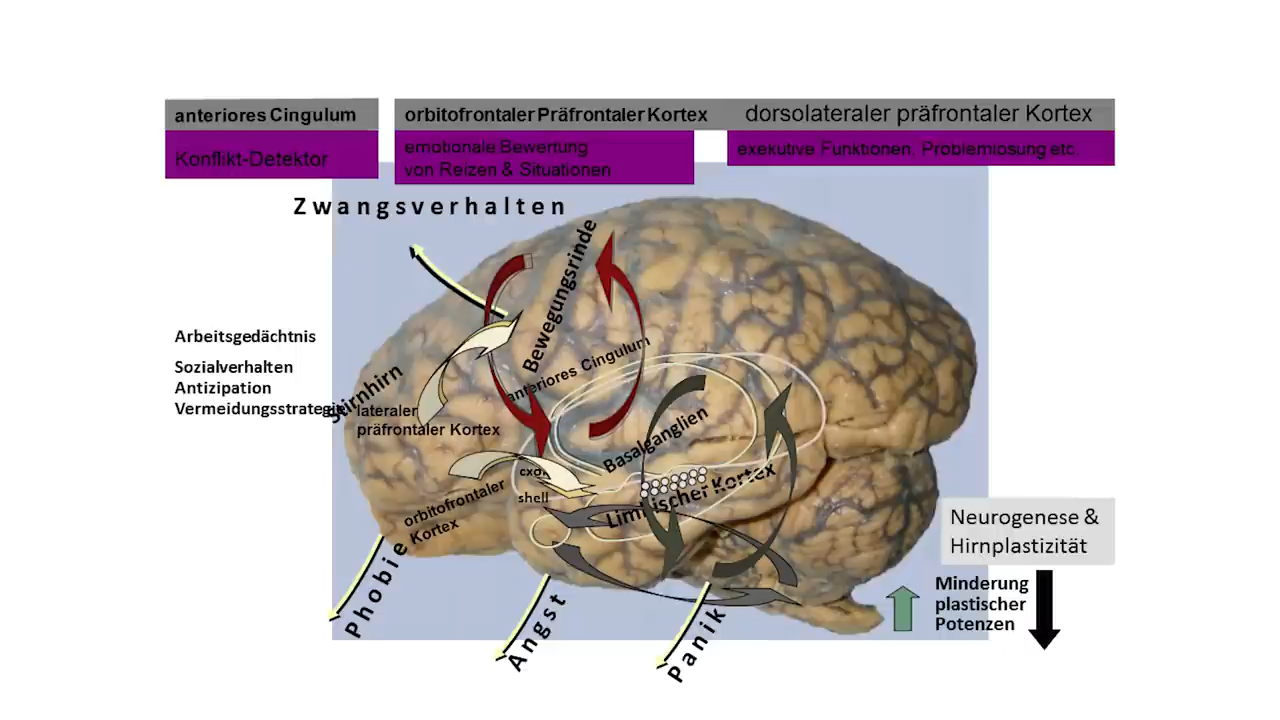 anteriores Cingulum
orbitofrontaler Präfrontaler Kortex
dorsolateraler präfrontaler Kortex
Konflikt-Detektor
emotionale Bewertung
von Reizen & Situationen
exekutive Funktionen, Problemlösung etc.
Zwangsverhalten
Bewegungsrinde
Arbeitsgedächtnis
Sozialverhalten
Antizipation
Vermeidungsstrategie
Stirnhirn
anteriores Cingulum
lateraler
präfrontaler Kortex
Basalganglien
shell
Limbischer Kortex
orbitofrontaler
Kortex
Phobie
Angst
Panik
Neurogenese &
Hirnplastizität
Minderung
plastischer
Potenzen